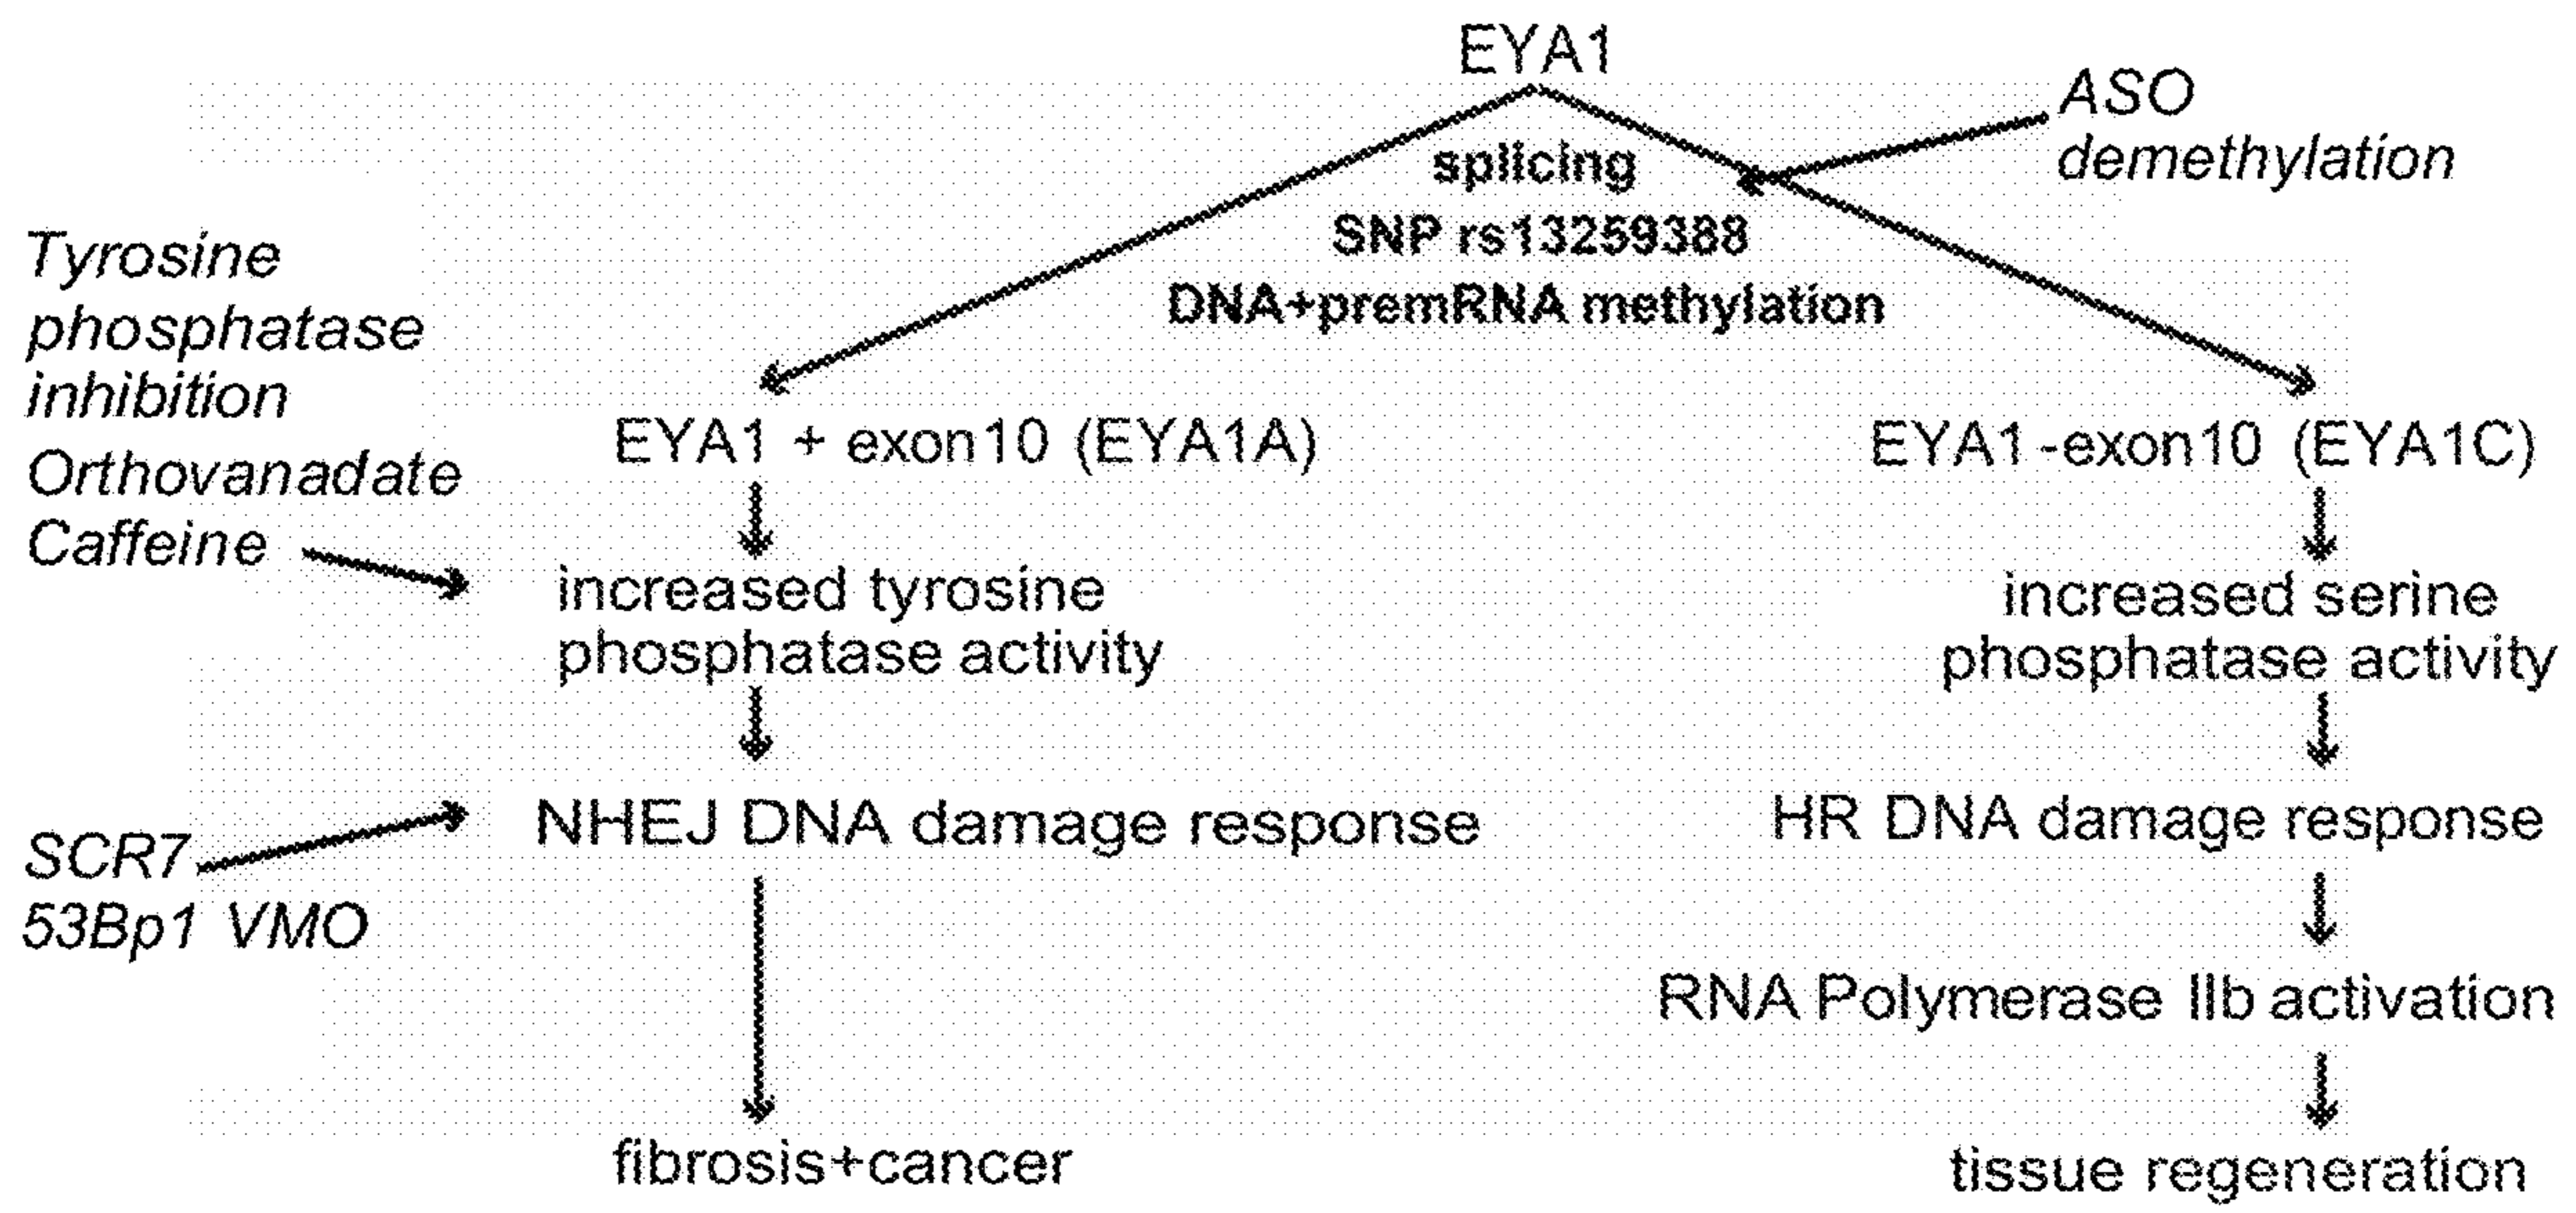 EYA1
ASO
demethylation
splicing
SNP rs13259388
DNA+premRNA methylation
Tyrosine
phosphatase
inhibition
Orthovanadate
Caffeine
EYA1 + exon10 (EYA1A)
EYA1 -exon10 (EYA1C)
increased tyrosine
phosphatase activity
increased serine
phosphatase activity
SCR7
53Bp1 VMO
NHEJ DNA damage response
HR DNA damage response
RNA Polymerase IIb activation
fibrosis+cancer
tissue regeneration